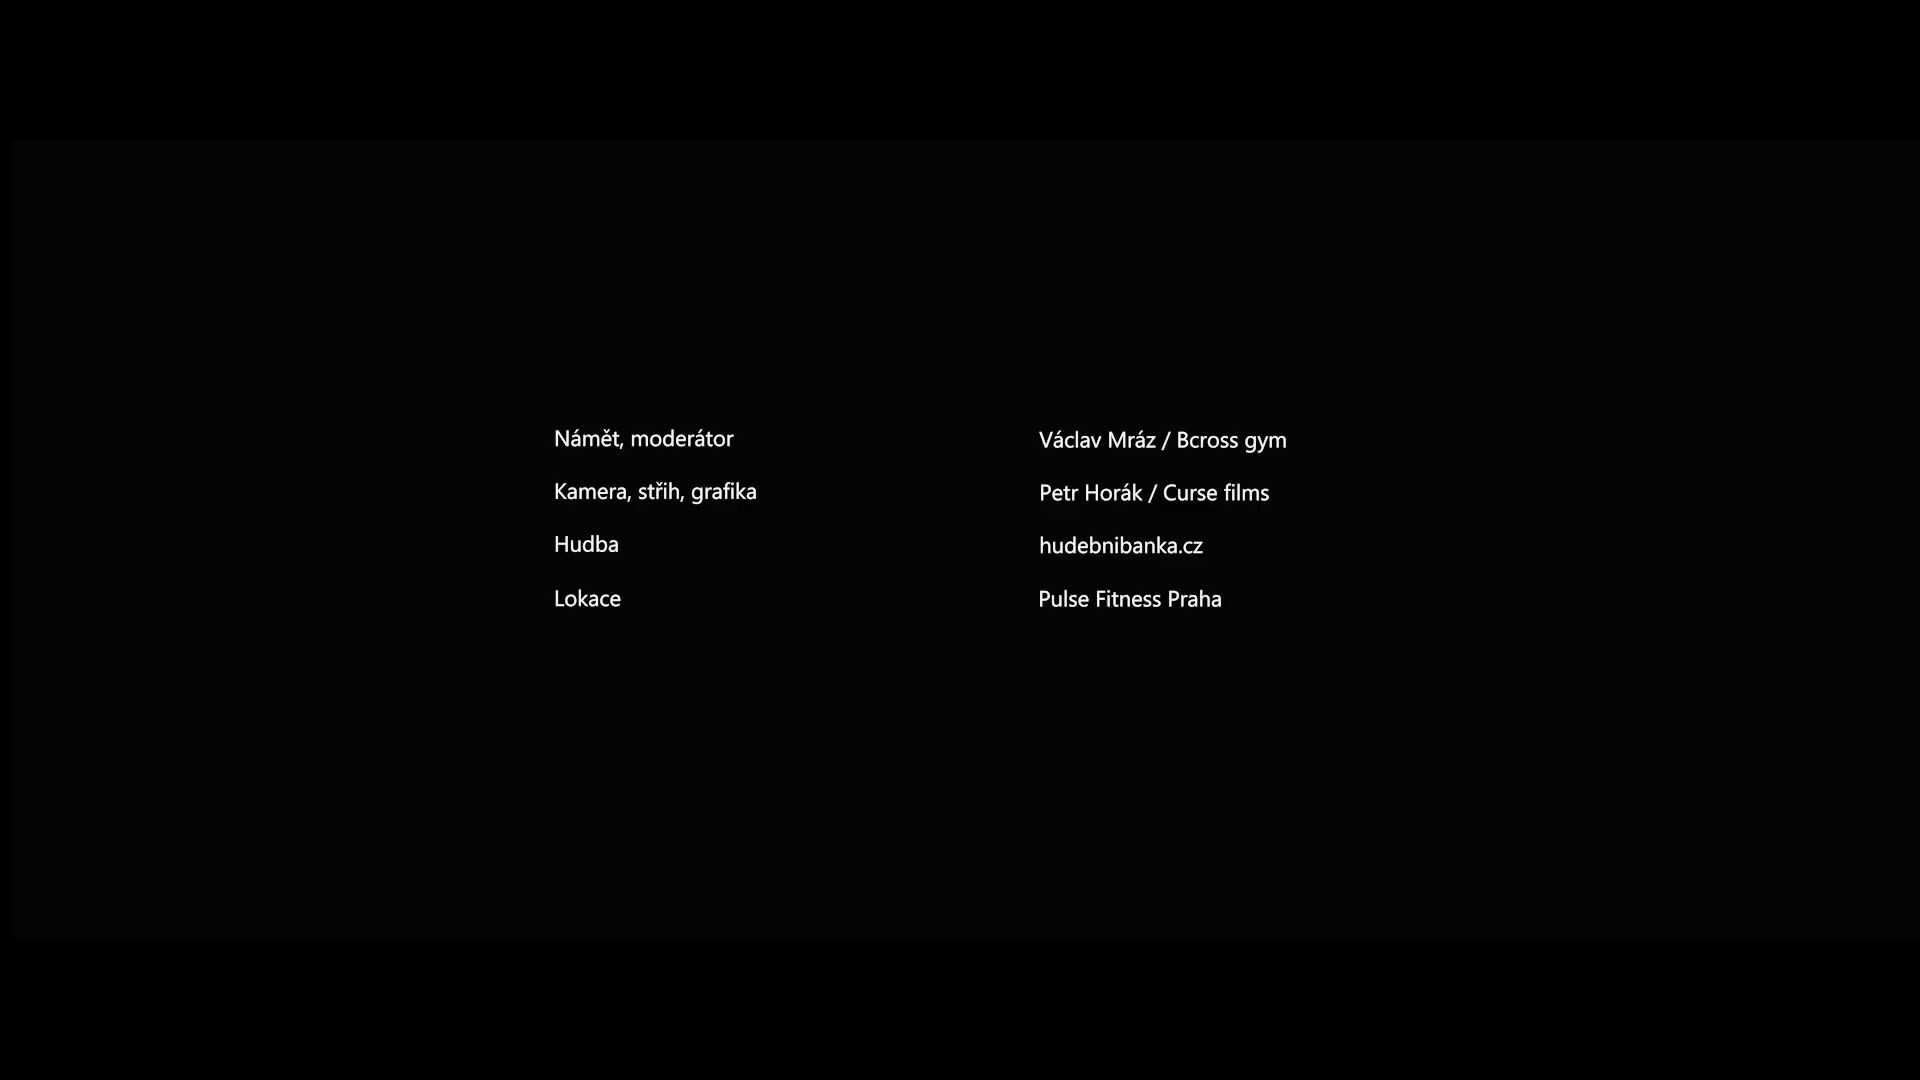 Námět, moderátor Václav Mráz / Bcross gym
Kamera, střih, grafika Petr Horák / Curse films
Hudba hudebnibanka.cz
Lokace Pulse Fitness Praha